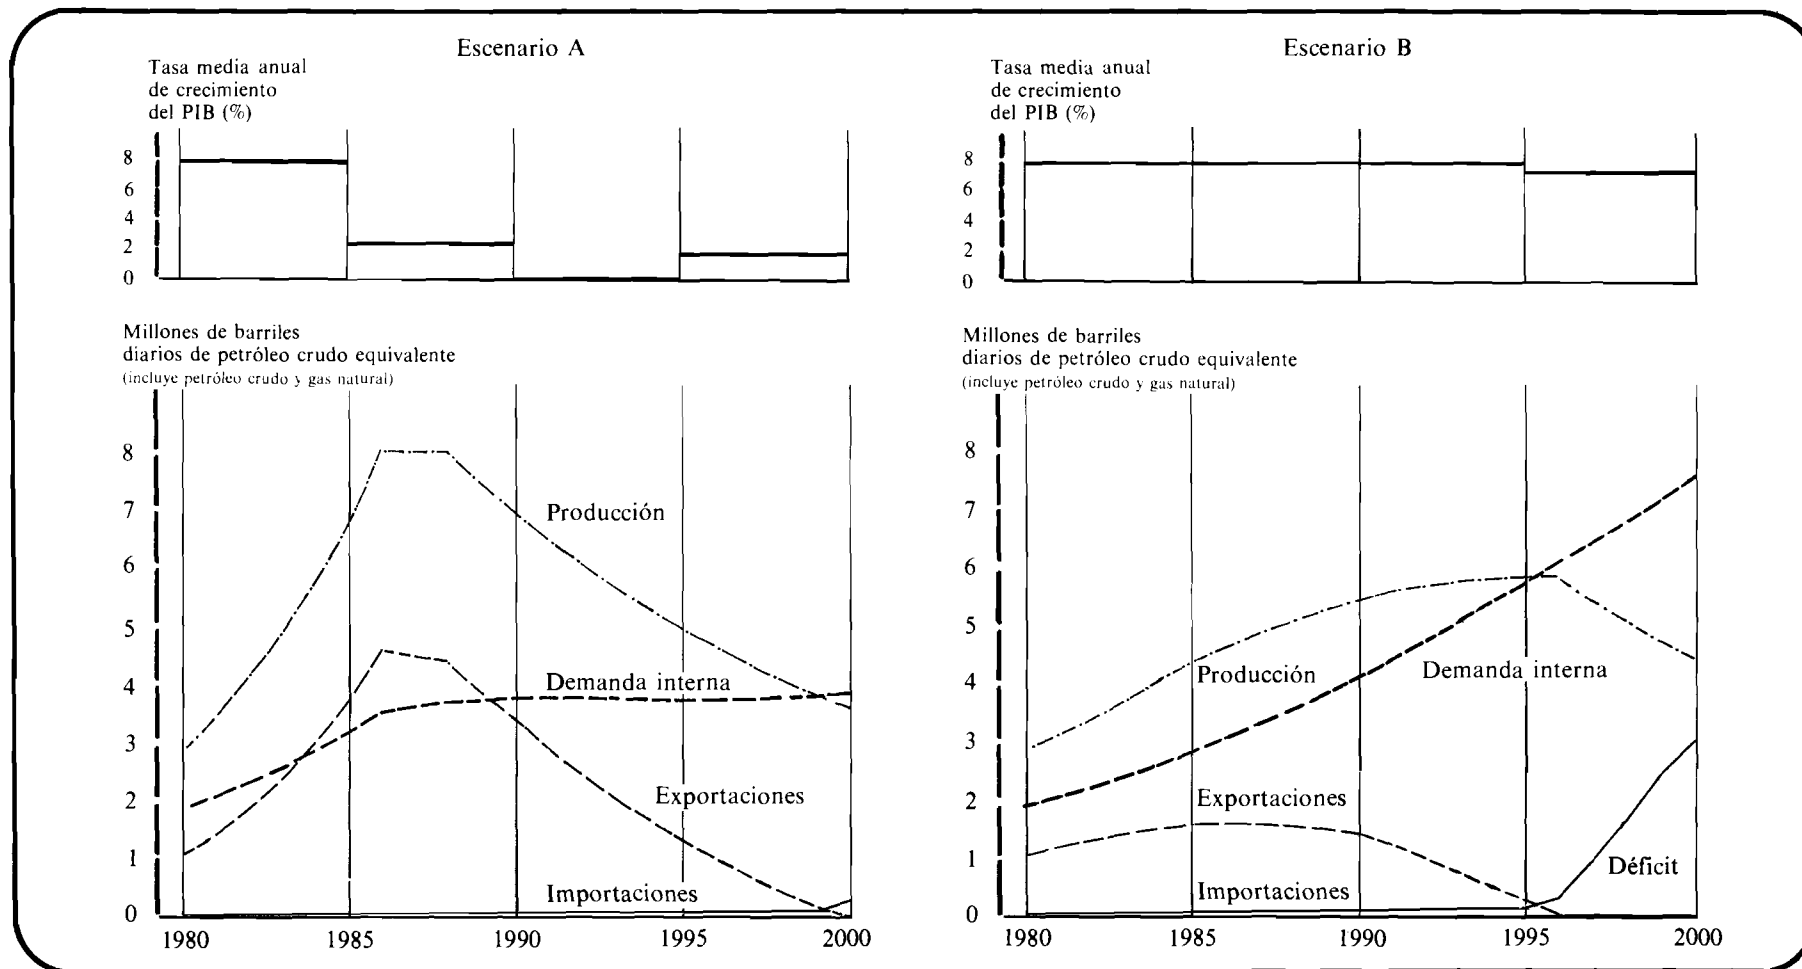 Escenario A
Tasa media anual
de crecimiento
del PIB (%)
8
6
4
2
0
Millones de barriles
diarios de petróleo crudo equivalente
(incluye petróleo crudo y gas natural)
8
7
6
5
4
3
2
1
0
Producción
Demanda interna
Exportaciones
Importaciones
1980 1985 1990 1995 2000
Escenario B
Tasa media anual
de crecimiento
del PIB (%)
8
6
4
2
0
Millones de barriles
diarios de petróleo crudo equivalente
(incluye petróleo crudo y gas natural)
8
7
6
5
4
3
2
1
0
Producción
Demanda interna
Exportaciones
Déficit
Importaciones
1980 1985 1990 1995 2000